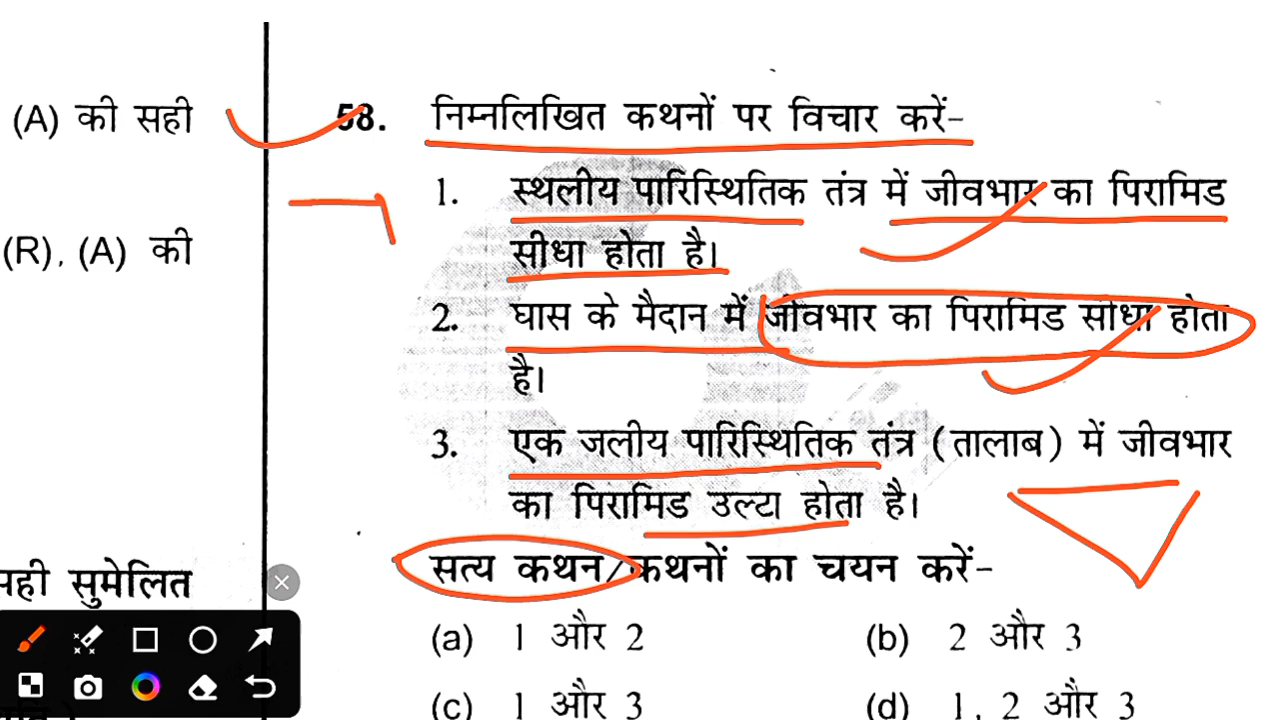 (A) की सही
(R), (A) की
सही सुमेलित
58. निम्नलिखित कथनों पर विचार करें-
1. स्थलीय पारिस्थितिक तंत्र में जीवभार का पिरामिड
सीधा होता है।
2. घास के मैदान में जीवभार का पिरामिड सीधा होता
है।
3. एक जलीय पारिस्थितिक तंत्र (तालाब) में जीवभार
का पिरामिड उल्टा होता है।
सत्य कथन/कथनों का चयन करें-
(a) 1 और 2 (b) 2 और 3
(c) 1 और 3 (d) 1, 2 और 3